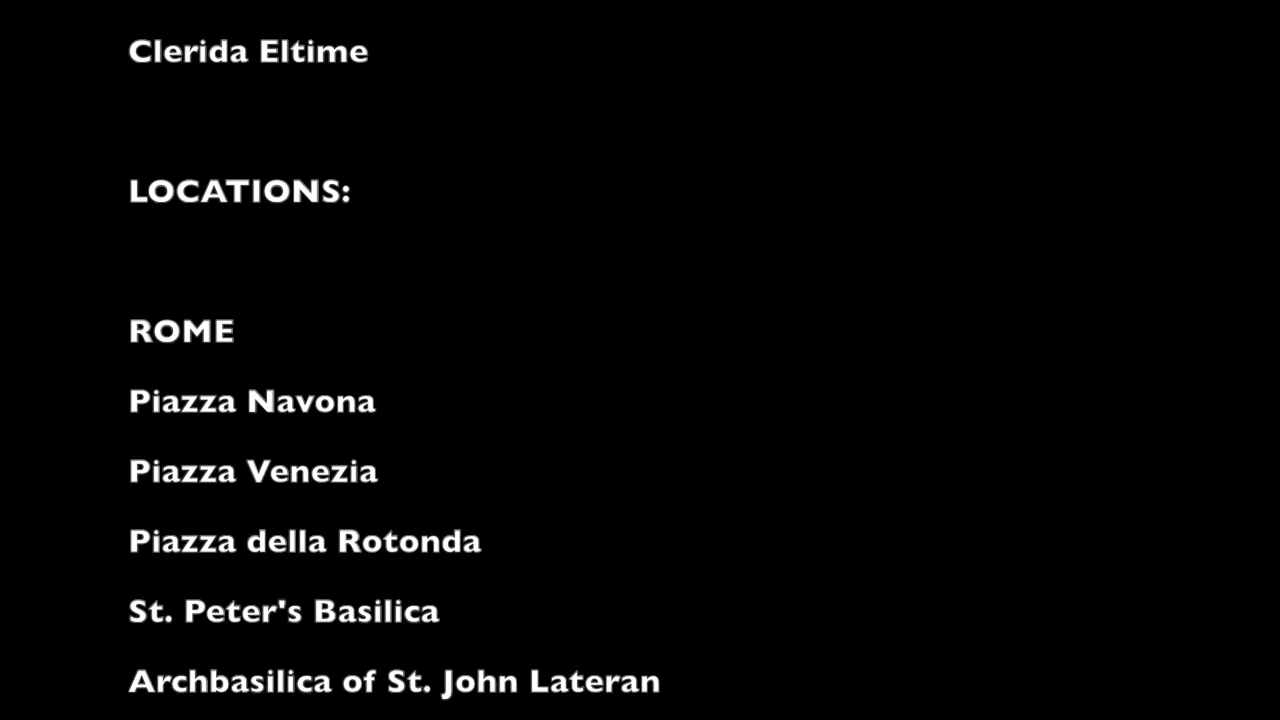 Clerida Eltime
LOCATIONS:
ROME
Piazza Navona
Piazza Venezia
Piazza della Rotonda
St. Peter's Basilica
Archbasilica of St. John Lateran